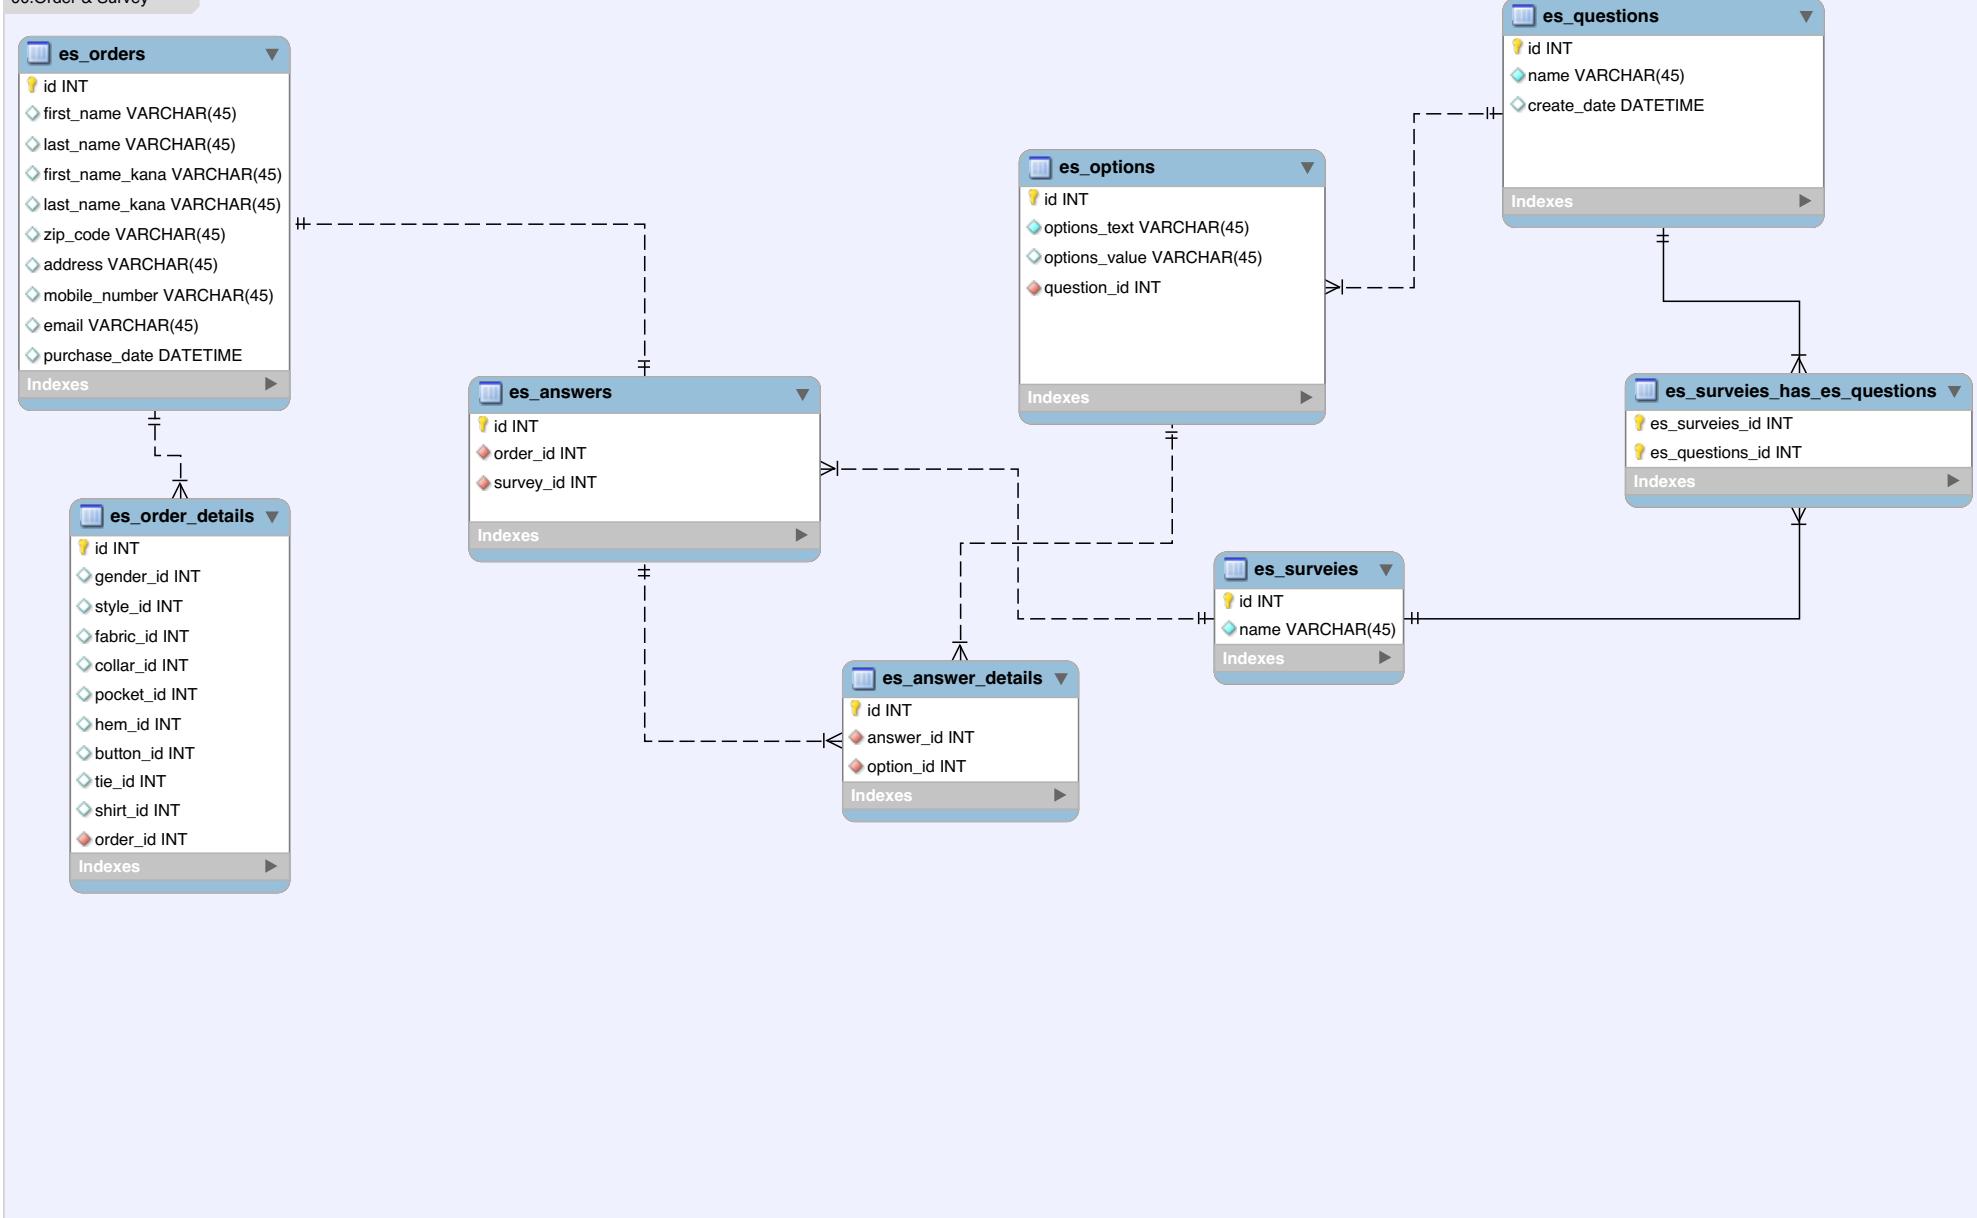 es_orders
id INT
first_name VARCHAR(45)
last_name VARCHAR(45)
first_name_kana VARCHAR(45)
last_name_kana VARCHAR(45)
zip_code VARCHAR(45)
address VARCHAR(45)
mobile_number VARCHAR(45)
email VARCHAR(45)
purchase_date DATETIME
Indexes
es_order_details
id INT
gender_id INT
style_id INT
fabric_id INT
collar_id INT
pocket_id INT
hem_id INT
button_id INT
tie_id INT
shirt_id INT
order_id INT
Indexes
es_answers
id INT
order_id INT
survey_id INT
Indexes
es_options
id INT
options_text VARCHAR(45)
options_value VARCHAR(45)
question_id INT
Indexes
es_answer_details
id INT
answer_id INT
option_id INT
Indexes
es_questions
id INT
name VARCHAR(45)
create_date DATETIME
Indexes
es_surveies_has_es_questions
es_surveies_id INT
es_questions_id INT
Indexes
es_surveies
id INT
name VARCHAR(45)
Indexes